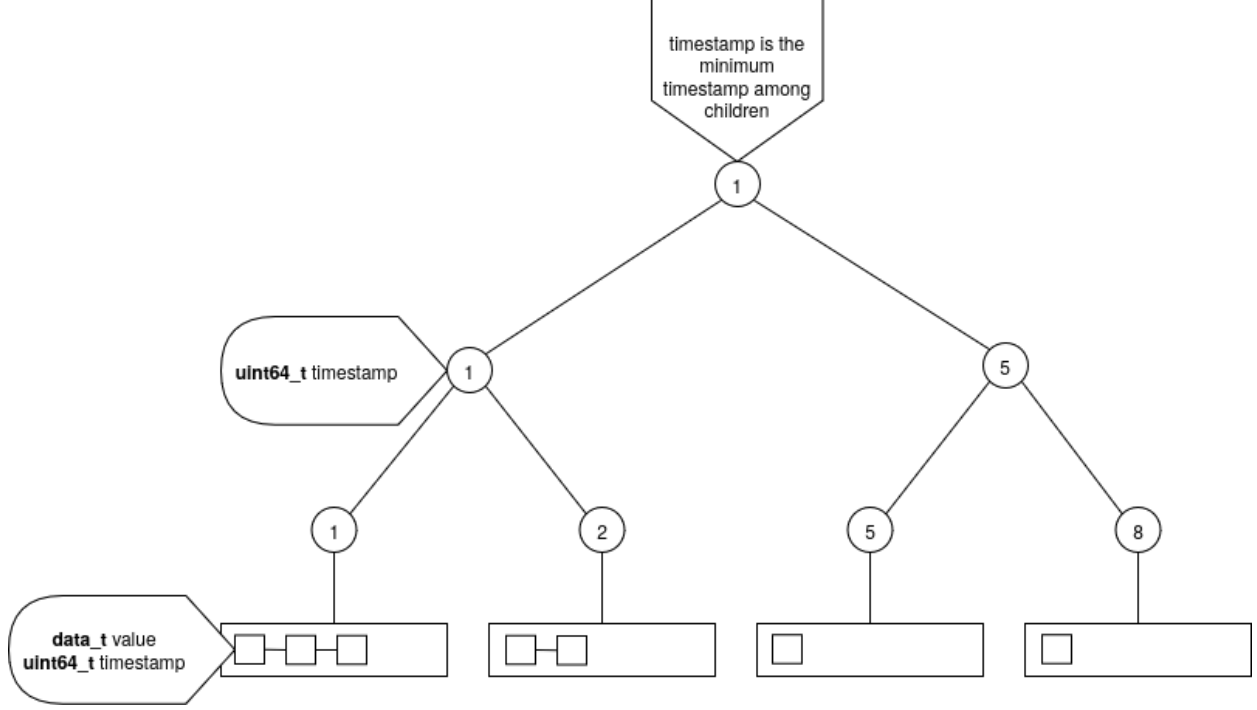 timestamp is the
minimum
timestamp among
children
1
uint64_t timestamp
1
5
1
2
5
8
data_t value
uint64_t timestamp